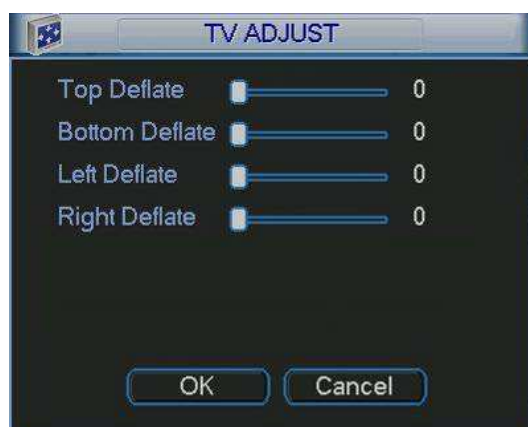 TV ADJUST
Top Deflate 0
Bottom Deflate 0
Left Deflate 0
Right Deflate 0
OK Cancel